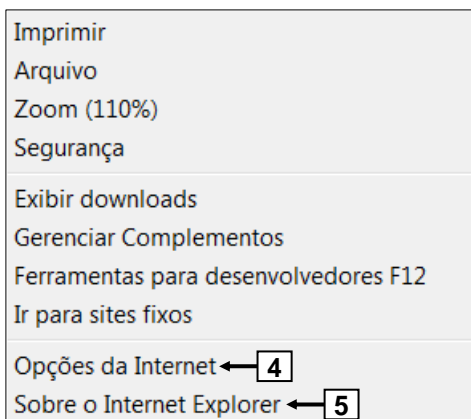 Imprimir
Arquivo
Zoom (110%)
Segurança
Exibir downloads
Gerenciar Complementos
Ferramentas para desenvolvedores F12
Ir para sites fixos
Opções da Internet 4
Sobre o Internet Explorer 5